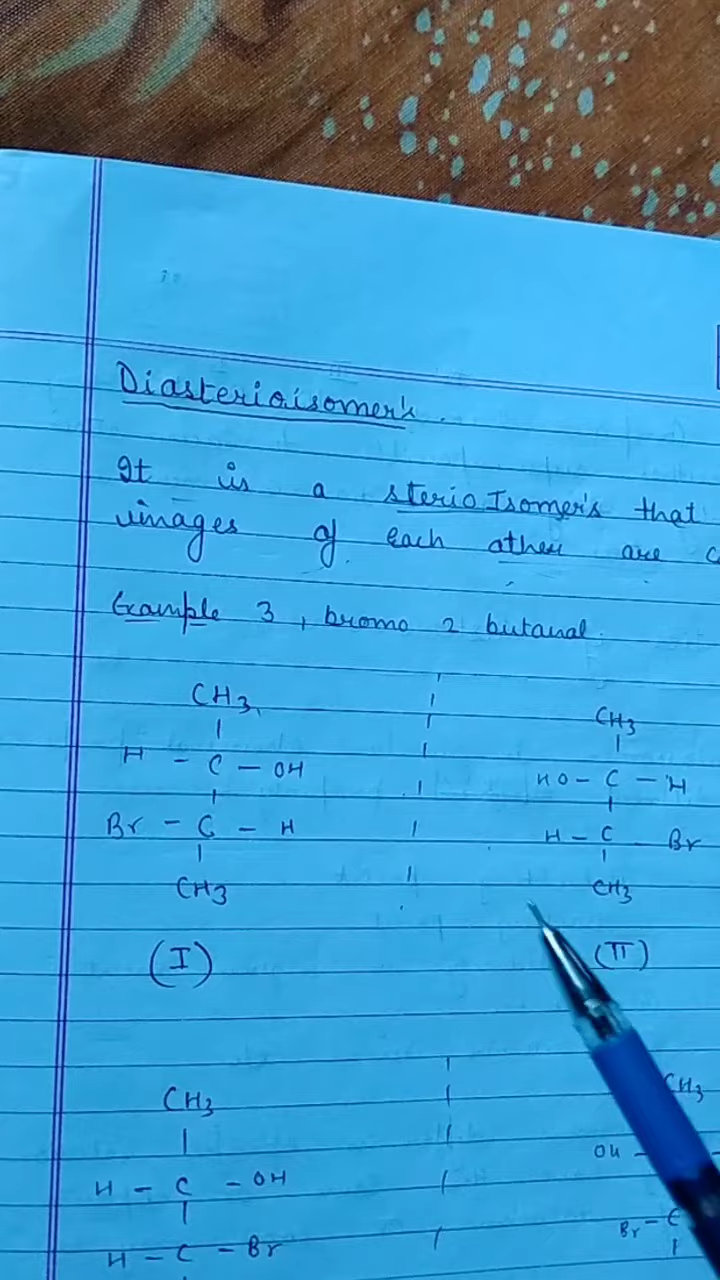 Diasterioisomer's.
It is a sterio Isomer's that
images of each other are
Example 3, bromo 2 butanal.
CH3 CH3
H - C - OH HO - C - H
Br - C - H H - C - Br
CH3 CH3
(I) (II)
CH3 CH3
H - C - OH OH -
H - C - Br Br - C